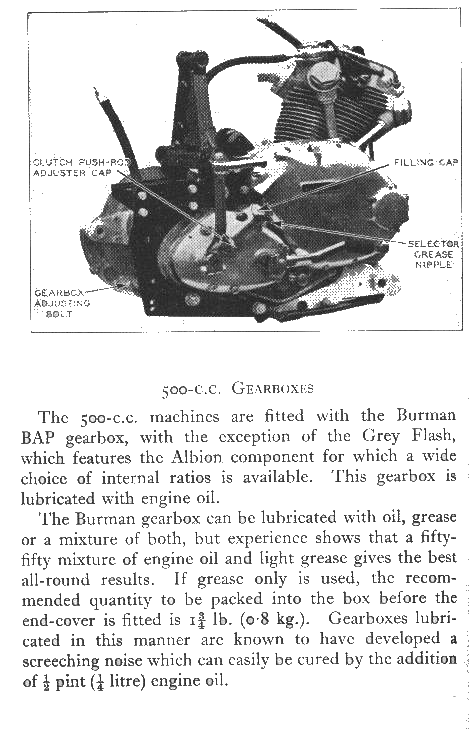 CLUTCH PUSH-ROD
ADJUSTER CAP
FILLING CAP
SELECTOR
GREASE
NIPPLE
GEARBOX
ADJUSTING
BOLT
500-C.C. GEARBOXES
The 500-c.c. machines are fitted with the Burman
BAP gearbox, with the exception of the Grey Flash,
which features the Albion component for which a wide
choice of internal ratios is available. This gearbox is
lubricated with engine oil.
The Burman gearbox can be lubricated with oil, grease
or a mixture of both, but experience shows that a fifty-
fifty mixture of engine oil and light grease gives the best
all-round results. If grease only is used, the recom-
mended quantity to be packed into the box before the
end-cover is fitted is 1¾ lb. (0·8 kg.). Gearboxes lubri-
cated in this manner are known to have developed a
screeching noise which can easily be cured by the addition
of ½ pint (¼ litre) engine oil.